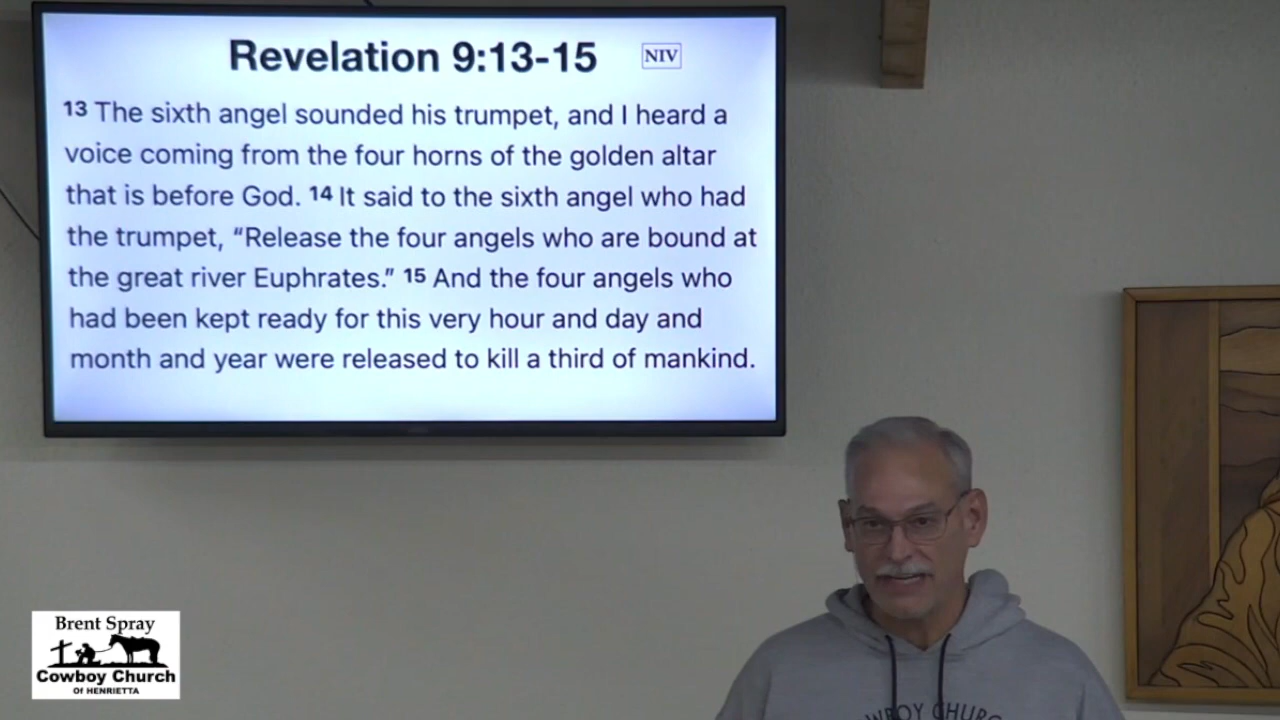 Revelation 9:13-15 NIV
13 The sixth angel sounded his trumpet, and I heard a
voice coming from the four horns of the golden altar
that is before God. 14 It said to the sixth angel who had
the trumpet, “Release the four angels who are bound at
the great river Euphrates.” 15 And the four angels who
had been kept ready for this very hour and day and
month and year were released to kill a third of mankind.
Brent Spray
Cowboy Church
OF HENRIETTA